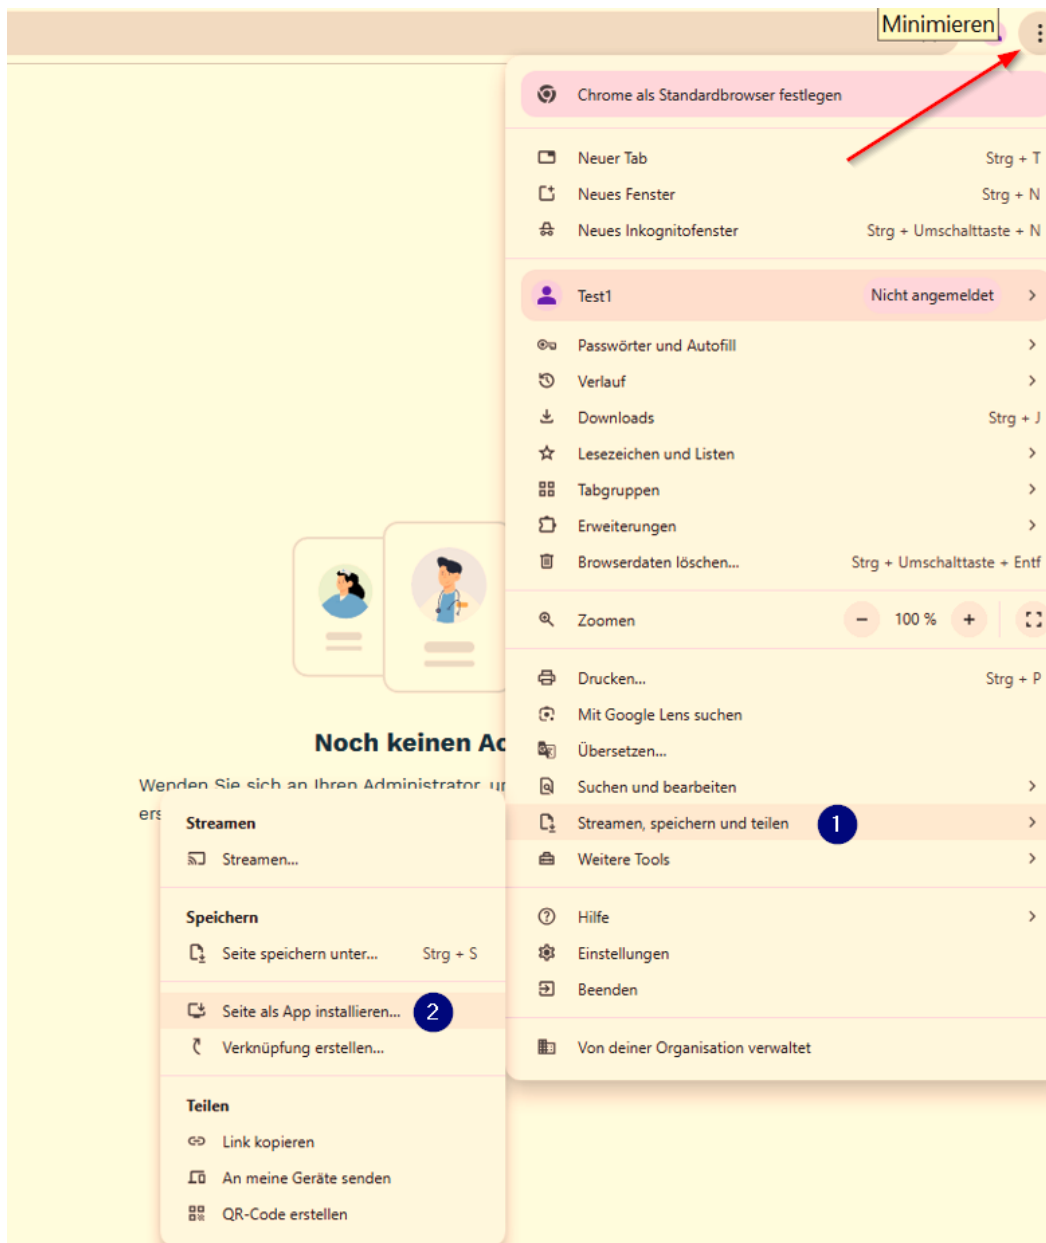 Minimieren
Chrome als Standardbrowser festlegen
Neuer Tab Strg + T
Neues Fenster Strg + N
Neues Inkognitofenster Strg + Umschalttaste + N
Test1 Nicht angemeldet
Passwörter und Autofill
Verlauf
Downloads Strg + J
Lesezeichen und Listen
Tabgruppen
Erweiterungen
Browserdaten löschen... Strg + Umschalttaste + Entf
Zoomen − 100 % +
Drucken... Strg + P
Mit Google Lens suchen
Übersetzen...
Suchen und bearbeiten
Streamen, speichern und teilen 1
Weitere Tools
Hilfe
Einstellungen
Beenden
Von deiner Organisation verwaltet
Noch keinen Ac
Wenden Sie sich an Ihren Administrator, ur
ers
Streamen
Streamen...
Speichern
Seite speichern unter... Strg + S
Seite als App installieren... 2
Verknüpfung erstellen...
Teilen
Link kopieren
An meine Geräte senden
QR-Code erstellen